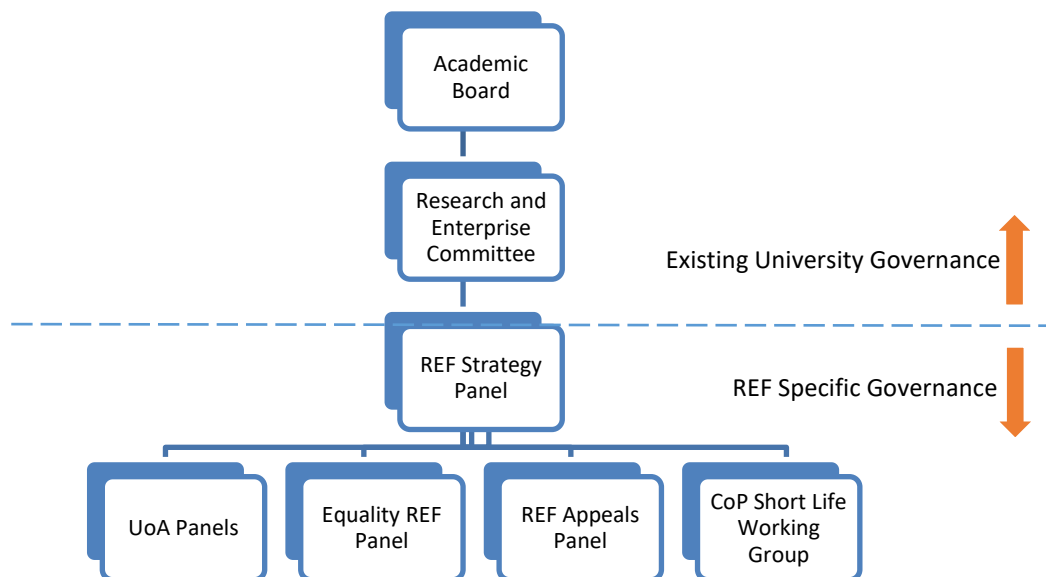 Academic
Board
Research and
Enterprise
Committee
Existing University Governance
REF Strategy
Panel
REF Specific Governance
UoA Panels
Equality REF
Panel
REF Appeals
Panel
CoP Short Life
Working
Group